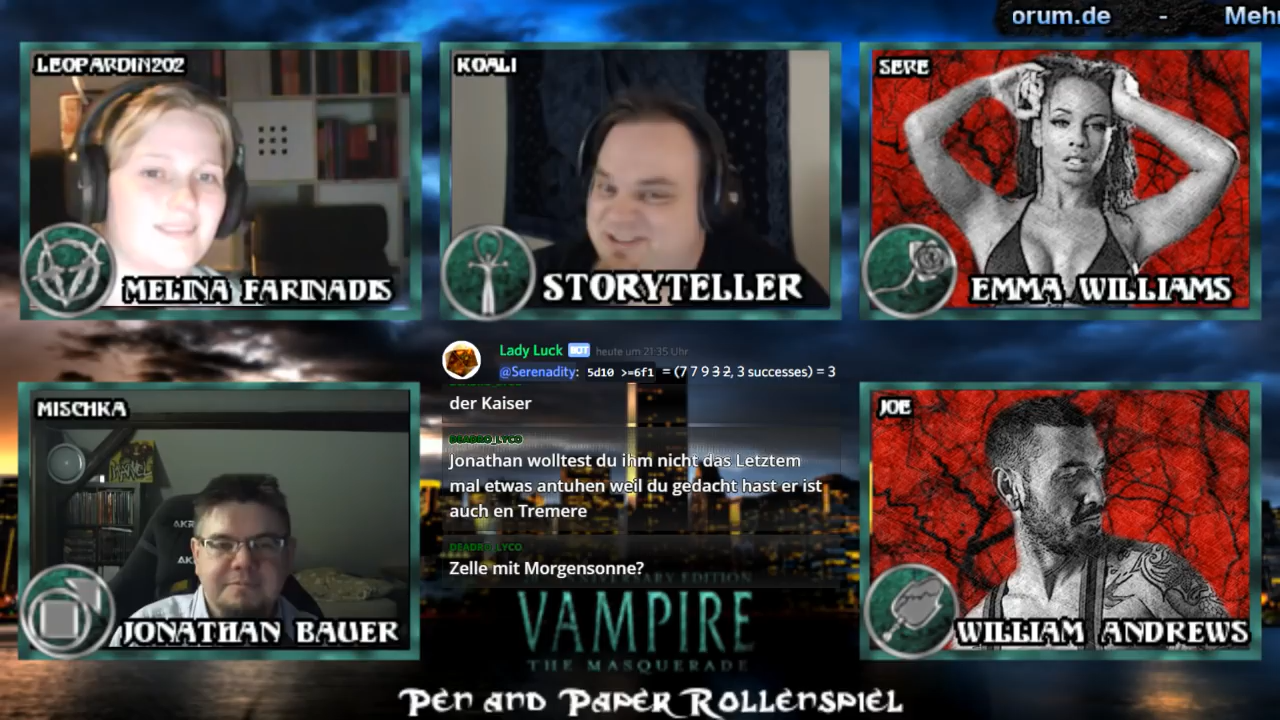 orum.de - Mehr
LEOPARDIN202
MELINA FARINADIS
KOALI
STORYTELLER
SERE
EMMA WILLIAMS
Lady Luck BOT heute um 21:35 Uhr
@Serenadity: 5d10 >=6f1 = (7 7 9 3 2, 3 successes) = 3
der Kaiser
DEADRO_LYCO
Jonathan wolltest du ihm nicht das Letztem
mal etwas antuhen weil du gedacht hast er ist
auch en Tremere
DEADRO_LYCO
Zelle mit Morgensonne?
MISCHKA
AKR
JONATHAN BAUER
JOE
WILLIAM ANDREWS
ANNIVERSARY EDITION
VAMPIRE
THE MASQUERADE
PEN AND PAPER ROLLENSPIEL